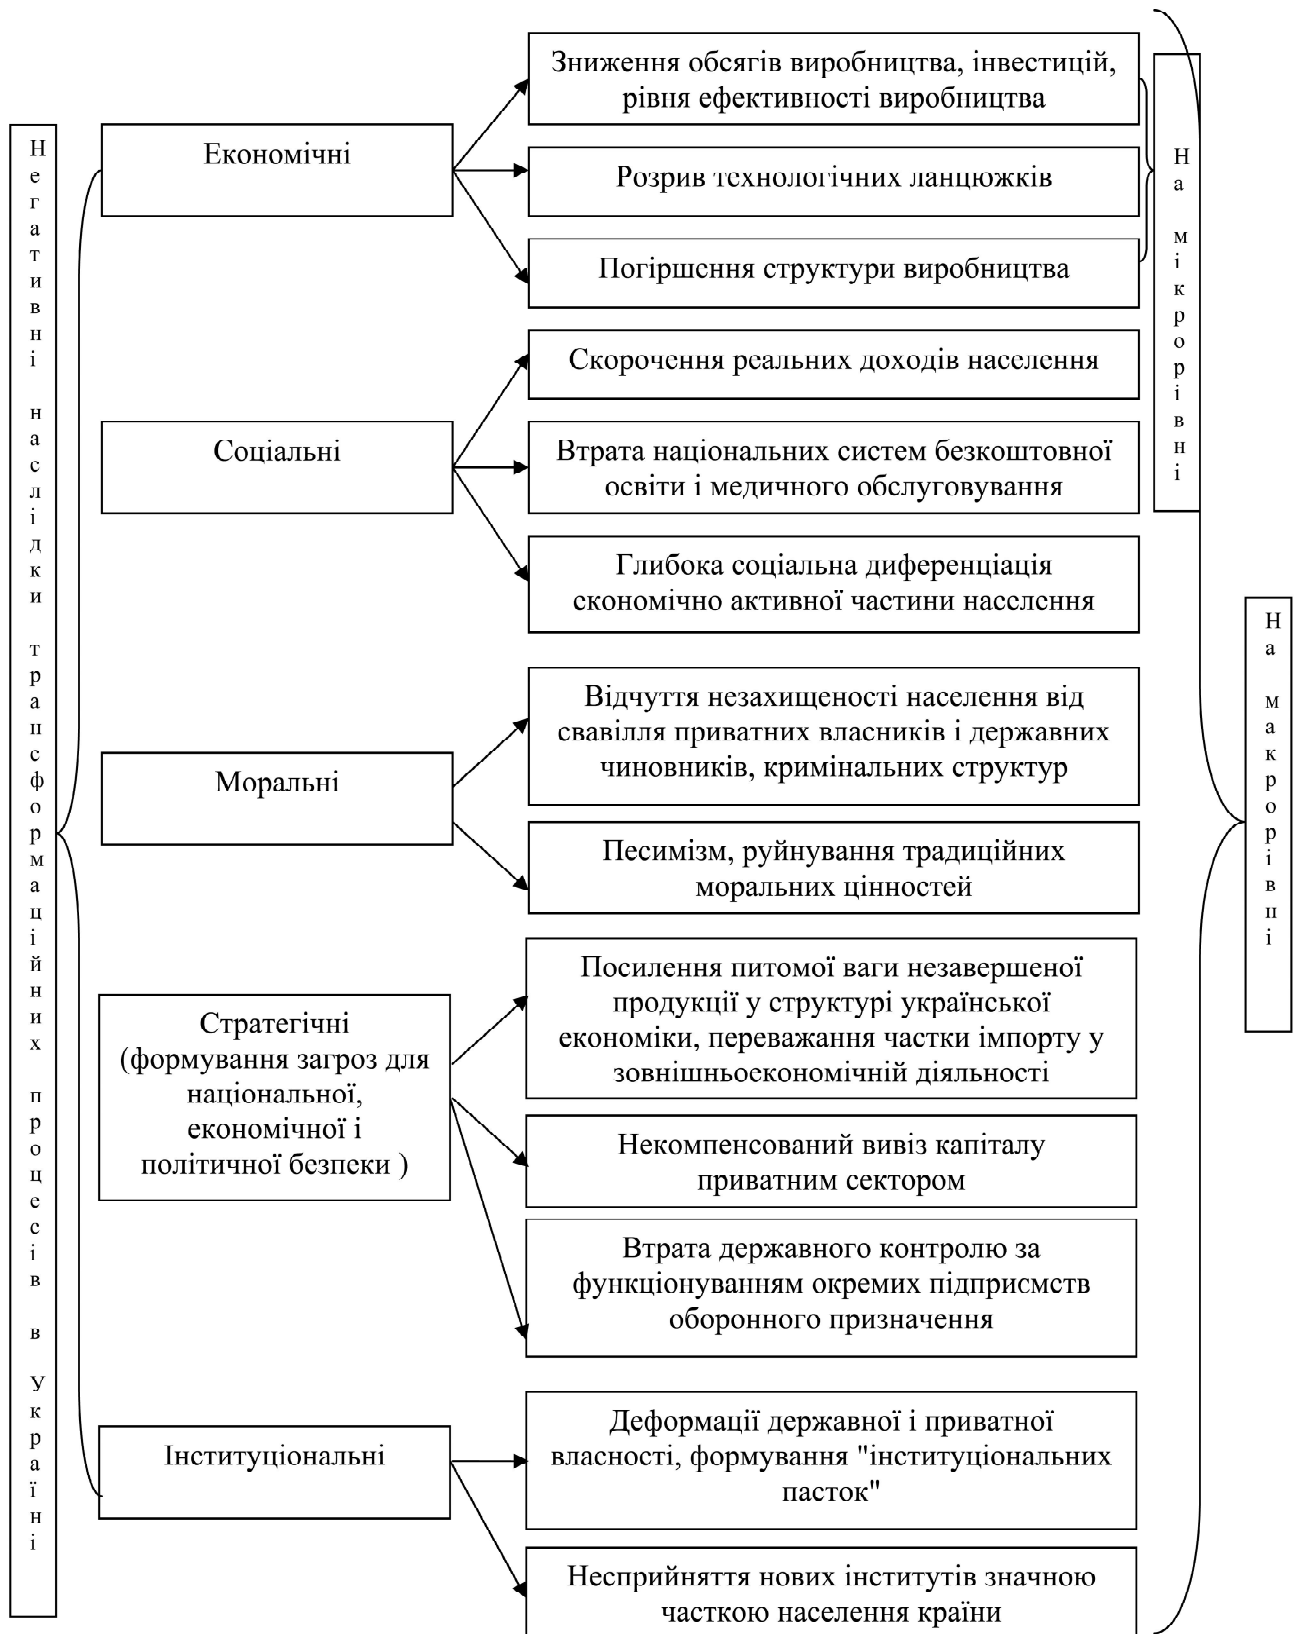 Негативні наслідки трансформаційних процесів в Україні
Економічні
Зниження обсягів виробництва, інвестицій,
рівня ефективності виробництва
Розрив технологічних ланцюжків
Погіршення структури виробництва
Соціальні
Скорочення реальних доходів населення
Втрата національних систем безкоштовної
освіти і медичного обслуговування
Глибока соціальна диференціація
економічно активної частини населення
Моральні
Відчуття незахищеності населення від
свавілля приватних власників і державних
чиновників, кримінальних структур
Песимізм, руйнування традиційних
моральних цінностей
Стратегічні
(формування загроз для
національної,
економічної і
політичної безпеки )
Посилення питомої ваги незавершеної
продукції у структурі української
економіки, переважання частки імпорту у
зовнішньоекономічній діяльності
Некомпенсований вивіз капіталу
приватним сектором
Втрата державного контролю за
функціонуванням окремих підприємств
оборонного призначення
Інституціональні
Деформації державної і приватної
власності, формування "інституціональних
пасток"
Несприйняття нових інститутів значною
часткою населення країни
На мікрорівні
На макрорівні